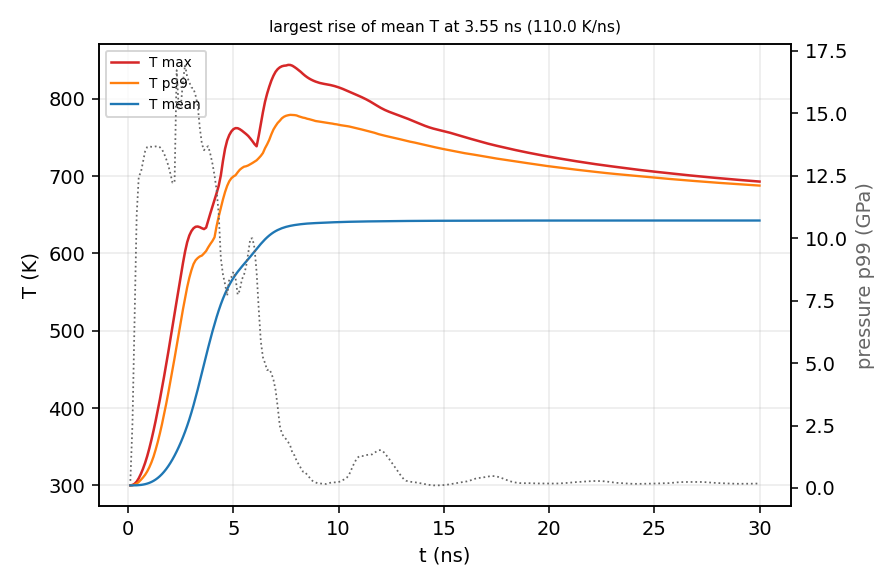 largest rise of mean T at 3.55 ns (110.0 K/ns)
T max
T p99
T mean
800
700
600
500
400
300
T (K)
17.5
15.0
12.5
10.0
7.5
5.0
2.5
0.0
pressure p99 (GPa)
0 5 10 15 20 25 30
t (ns)